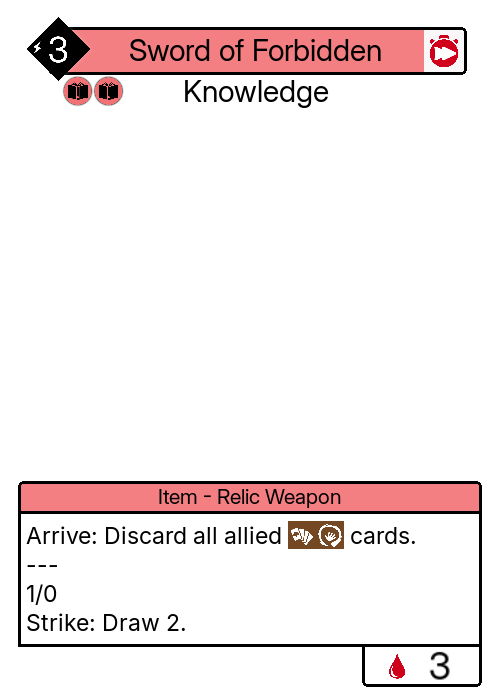 3
Sword of Forbidden
Knowledge
Item - Relic Weapon
Arrive: Discard all allied cards.
---
1/0
Strike: Draw 2.
3